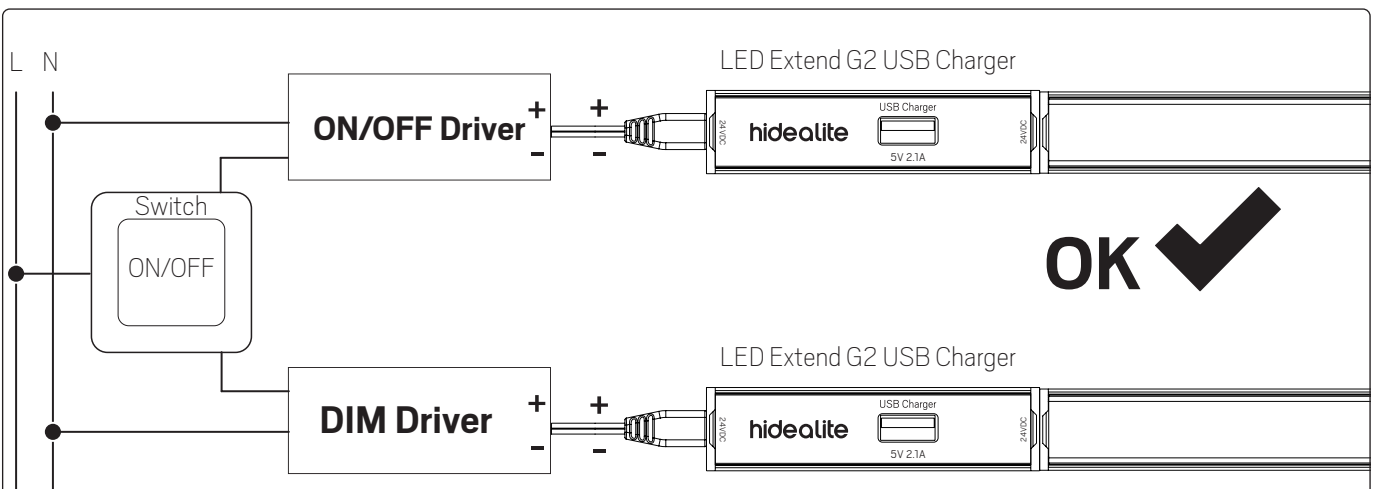 L N
LED Extend G2 USB Charger
ON/OFF Driver
+
-
+
-
24VDC
hidealite
USB Charger
5V 2.1A
24VDC
Switch
ON/OFF
OK
LED Extend G2 USB Charger
DIM Driver
+
-
+
-
24VDC
hidealite
USB Charger
5V 2.1A
24VDC